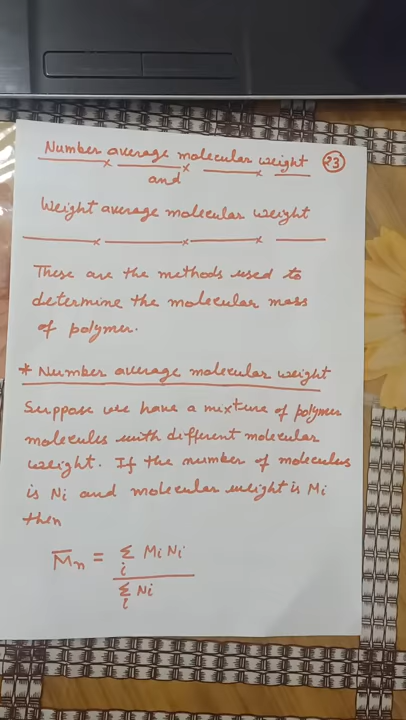 Number average molecular weight 23
and
Weight average molecular weight
These are the methods used to
determine the molecular mass
of polymer.
* Number average molecular weight
Suppose we have a mixture of polymer
molecules with different molecular
weight. If the number of molecules
is Ni and molecular weight is Mi
then
M̅n = Σi MiNi / Σi Ni